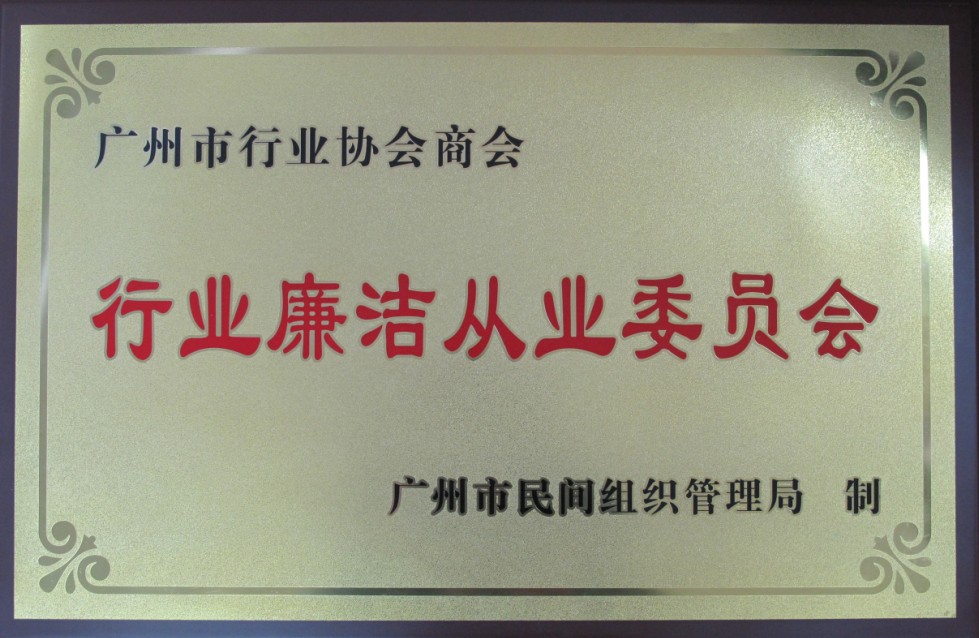 广州市行业协会商会
行业廉洁从业委员会
广州市民间组织管理局 制